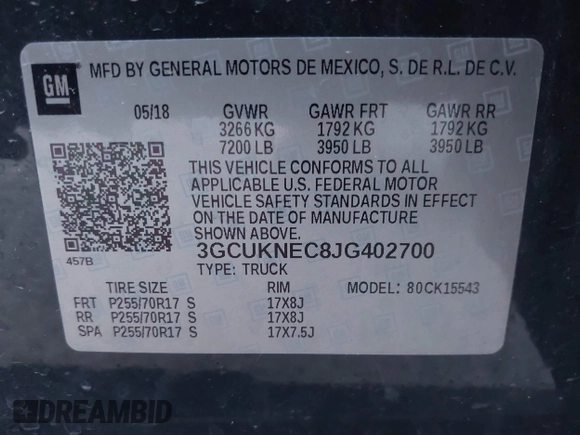 GM
MFD BY GENERAL MOTORS DE MEXICO, S. DE R.L. DE C.V.
05/18 GVWR GAWR FRT GAWR RR
3266 KG 1792 KG 1792 KG
7200 LB 3950 LB 3950 LB
THIS VEHICLE CONFORMS TO ALL
APPLICABLE U.S. FEDERAL MOTOR
VEHICLE SAFETY STANDARDS IN EFFECT
ON THE DATE OF MANUFACTURE
SHOWN ABOVE.
457B 3GCUKNEC8JG402700
TYPE: TRUCK
TIRE SIZE RIM MODEL: 80CK15543
FRT P255/70R17 S 17X8J
RR P255/70R17 S 17X8J
SPA P255/70R17 S 17X7.5J
DREAMBID